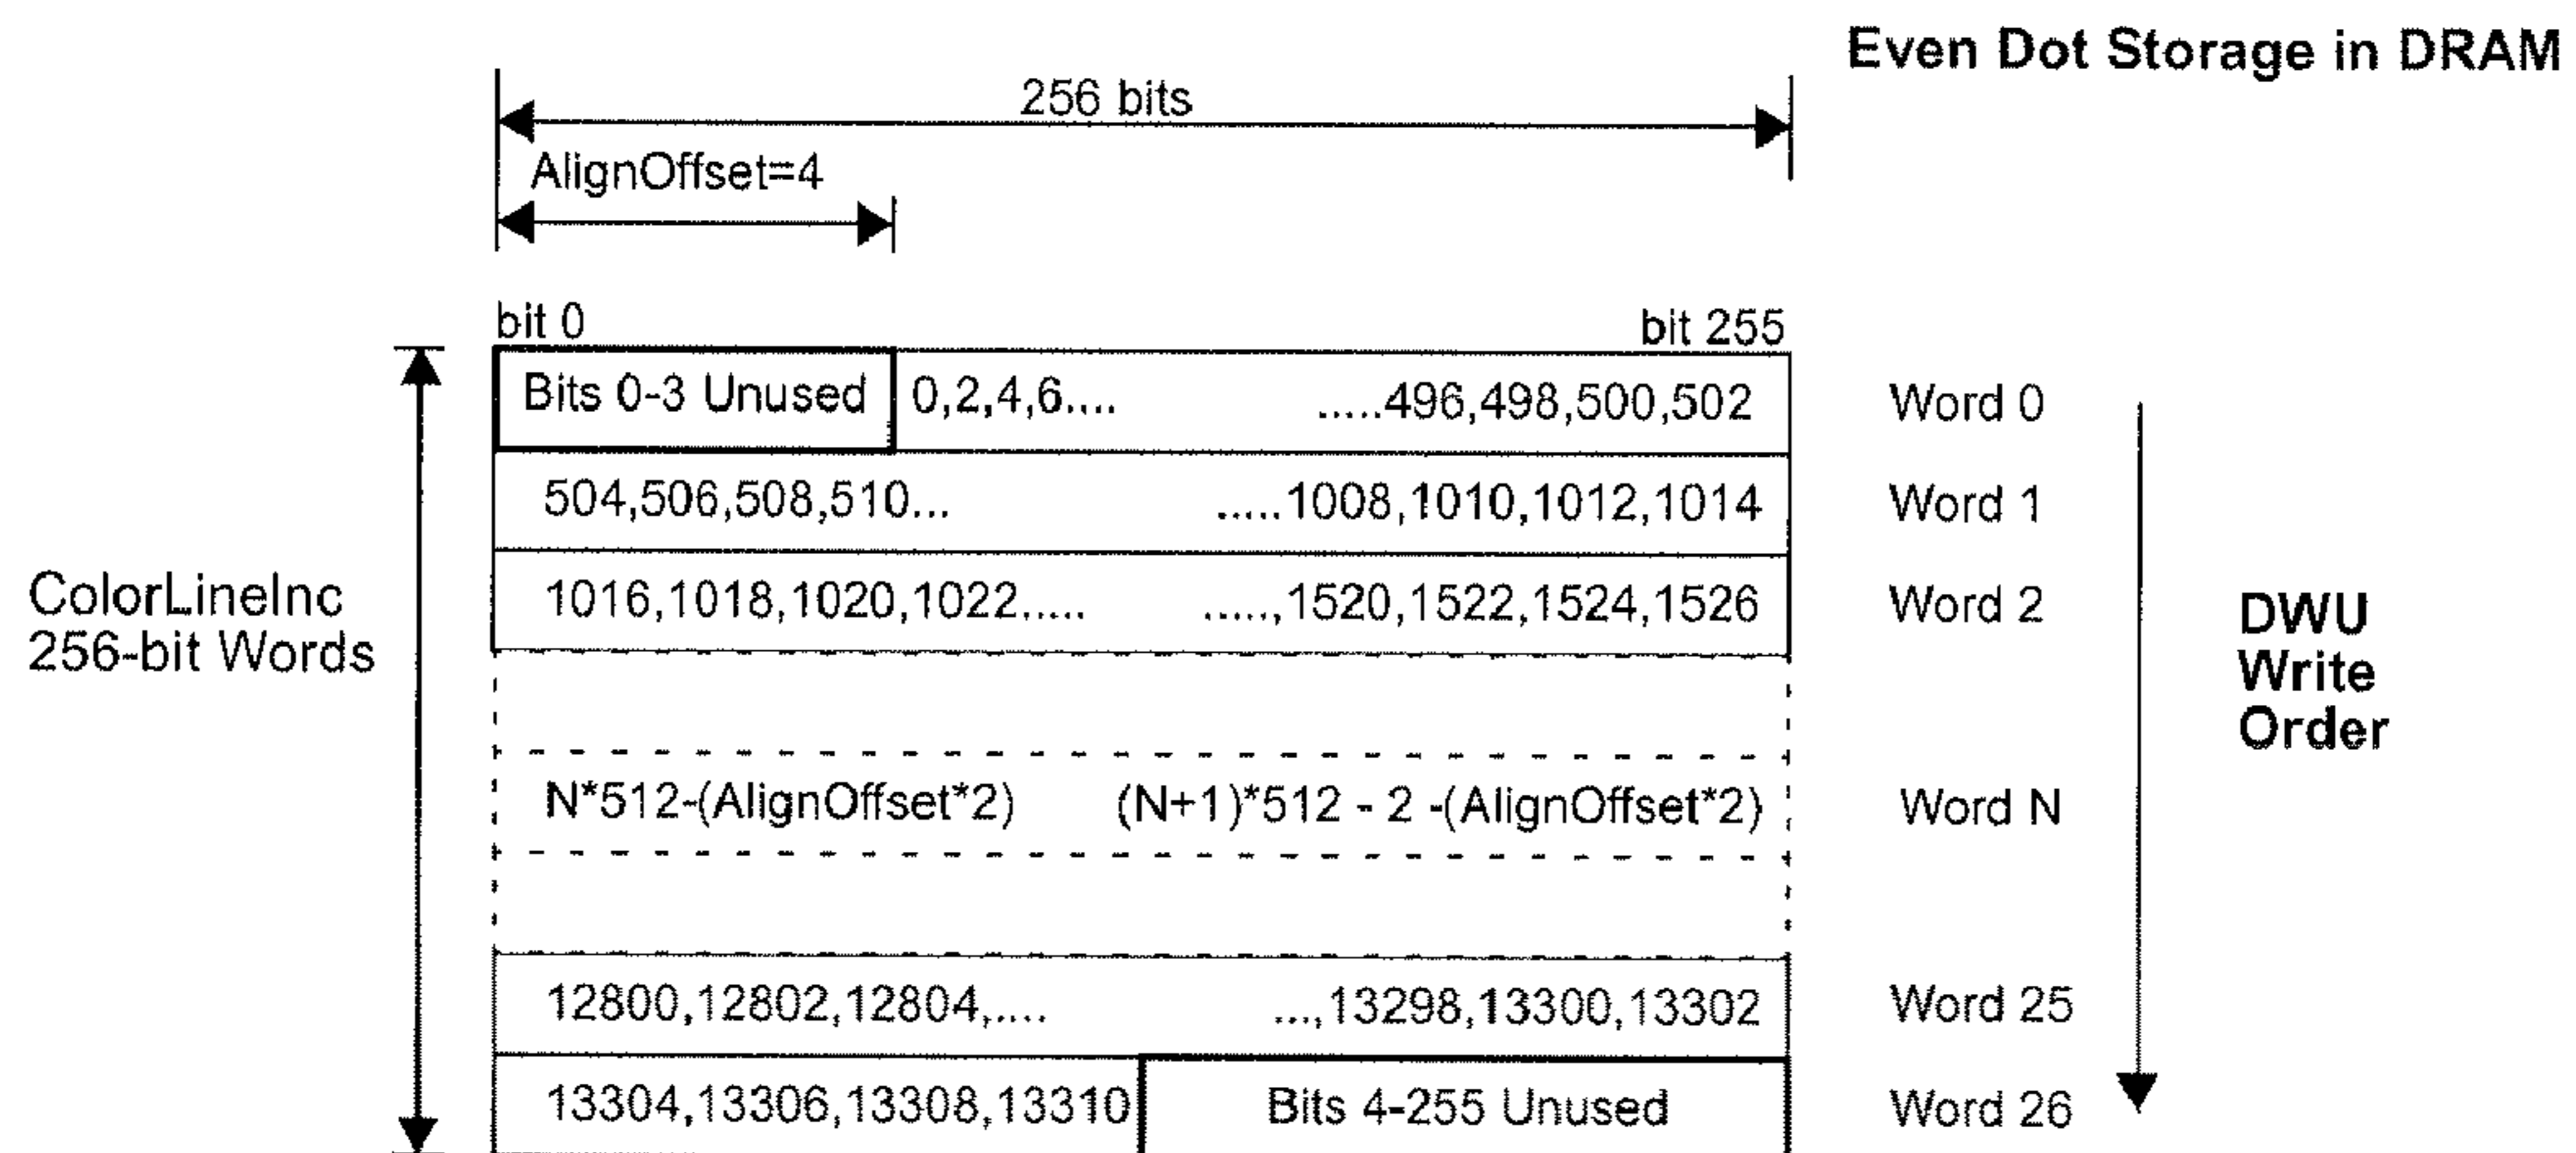 Even Dot Storage in DRAM
256 bits
AlignOffset=4
bit 0
bit 255
Bits 0-3 Unused
0,2,4,6....
.....496,498,500,502
Word 0
504,506,508,510...
.....1008,1010,1012,1014
Word 1
ColorLineInc
256-bit Words
1016,1018,1020,1022.....
.....,1520,1522,1524,1526
Word 2
DWU
Write
Order
N*512-(AlignOffset*2)
(N+1)*512 - 2 -(AlignOffset*2)
Word N
12800,12802,12804,....
...,13298,13300,13302
Word 25
13304,13306,13308,13310
Bits 4-255 Unused
Word 26